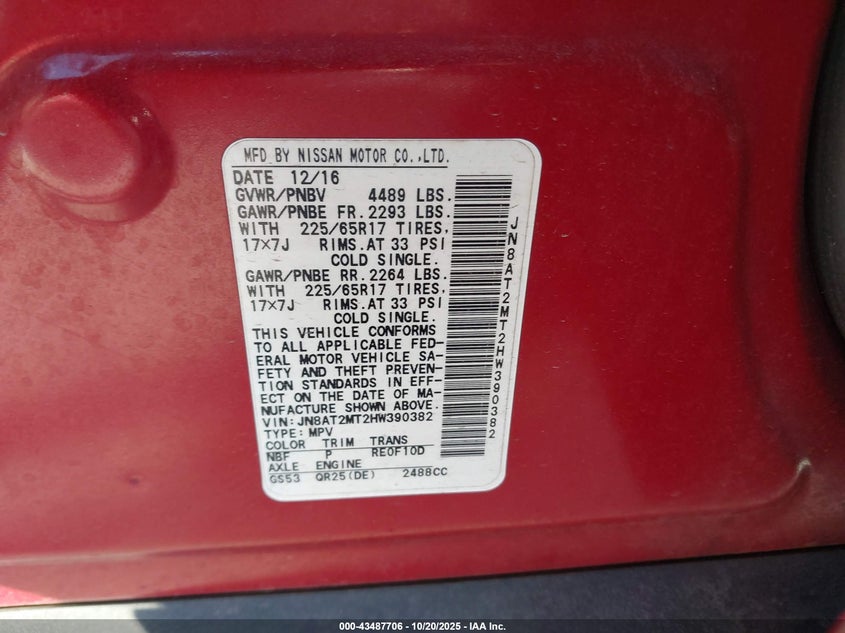 MFD BY NISSAN MOTOR CO.,LTD.
DATE 12/16
GVWR/PNBV 4489 LBS.
GAWR/PNBE FR. 2293 LBS.
WITH 225/65R17 TIRES,
17×7J RIMS. AT 33 PSI
COLD SINGLE.
GAWR/PNBE RR. 2264 LBS.
WITH 225/65R17 TIRES,
17×7J RIMS. AT 33 PSI
COLD SINGLE.
THIS VEHICLE CONFORMS
TO ALL APPLICABLE FED-
ERAL MOTOR VEHICLE SA-
FETY AND THEFT PREVEN-
TION STANDARDS IN EFF-
ECT ON THE DATE OF MA-
NUFACTURE SHOWN ABOVE.
VIN: JN8AT2MT2HW390382
TYPE: MPV
COLOR TRIM TRANS
NBF P RE0F10D
AXLE ENGINE
GS53 QR25(DE) 2488CC
JN8AT2MT2HW390382
000-43487706 - 10/20/2025 - IAA Inc.